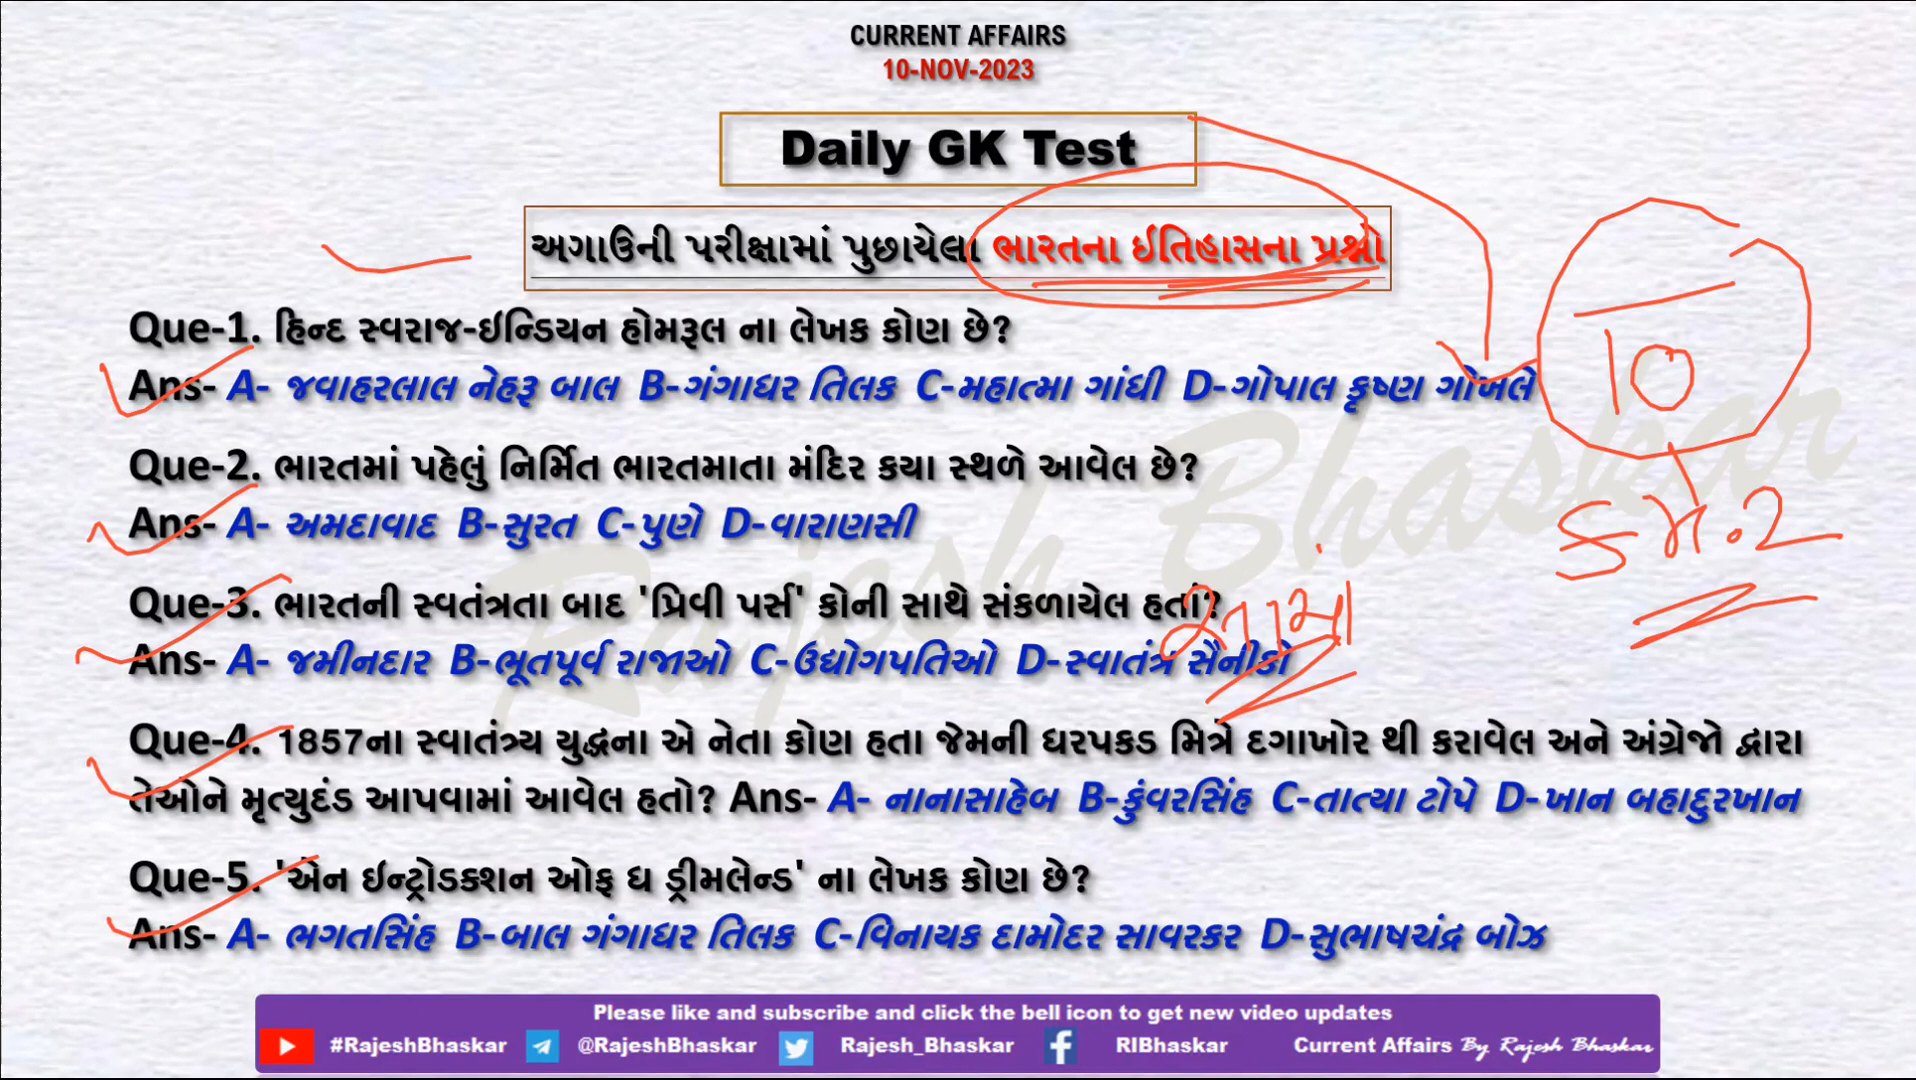 CURRENT AFFAIRS
10-NOV-2023
Daily GK Test
અગાઉની પરીક્ષામાં પુછાયેલા ભારતના ઈતિહાસના પ્રશ્નો
Que-1. હિન્દ સ્વરાજ-ઇન્ડિયન હોમરૂલ ના લેખક કોણ છે?
Ans- A- જવાહરલાલ નેહરૂ બાલ B-ગંગાધર તિલક C-મહાત્મા ગાંધી D-ગોપાલ કૃષ્ણ ગોખલે
10
Que-2. ભારતમાં પહેલું નિર્મિત ભારતમાતા મંદિર કયા સ્થળે આવેલ છે?
Ans- A- અમદાવાદ B-સુરત C-પુણે D-વારાણસી
Que-3. ભારતની સ્વતંત્રતા બાદ 'પ્રિવી પર્સ' કોની સાથે સંકળાયેલ હતાં?
Ans- A- જમીનદાર B-ભૂતપૂર્વ રાજાઓ C-ઉદ્યોગપતિઓ D-સ્વાતંત્ર સૈનીકો
Que-4. 1857ના સ્વાતંત્ર્ય યુદ્ધના એ નેતા કોણ હતા જેમની ધરપકડ મિત્રે દગાખોર થી કરાવેલ અને અંગ્રેજો દ્વારા
તેઓને મૃત્યુદંડ આપવામાં આવેલ હતો? Ans- A- નાનાસાહેબ B-કુંવરસિંહ C-તાત્યા ટોપે D-ખાન બહાદુરખાન
Que-5. 'એન ઈન્ટ્રોડક્શન ઓફ ધ ડ્રીમલેન્ડ' ના લેખક કોણ છે?
Ans- A- ભગતસિંહ B-બાલ ગંગાધર તિલક C-વિનાયક દામોદર સાવરકર D-સુભાષચંદ્ર બોઝ
Rajesh Bhaskar
Please like and subscribe and click the bell icon to get new video updates
#RajeshBhaskar @RajeshBhaskar Rajesh_Bhaskar RIBhaskar Current Affairs By Rajesh Bhaskar